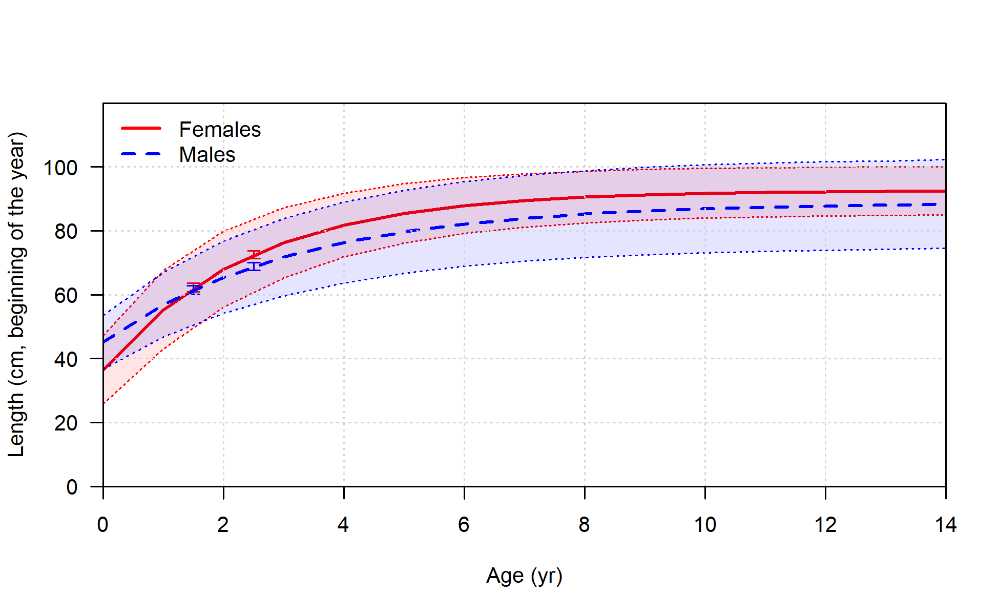 Females
Males
Length (cm, beginning of the year)
100
80
60
40
20
0
0 2 4 6 8 10 12 14
Age (yr)